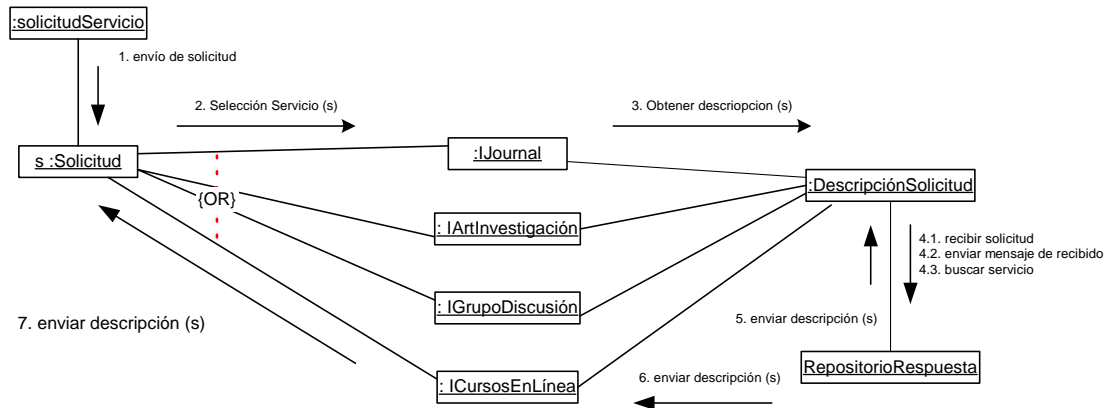 :solicitudServicio
1. envío de solicitud
2. Selección Servicio (s)
3. Obtener descriopcion (s)
s :Solicitud
:IJournal
:DescripciónSolicitud
{OR}
: IArtInvestigación
4.1. recibir solicitud
4.2. enviar mensaje de recibido
4.3. buscar servicio
: IGrupoDiscusión
7. enviar descripción (s)
5. enviar descripción (s)
RepositorioRespuesta
: ICursosEnLínea
6. enviar descripción (s)